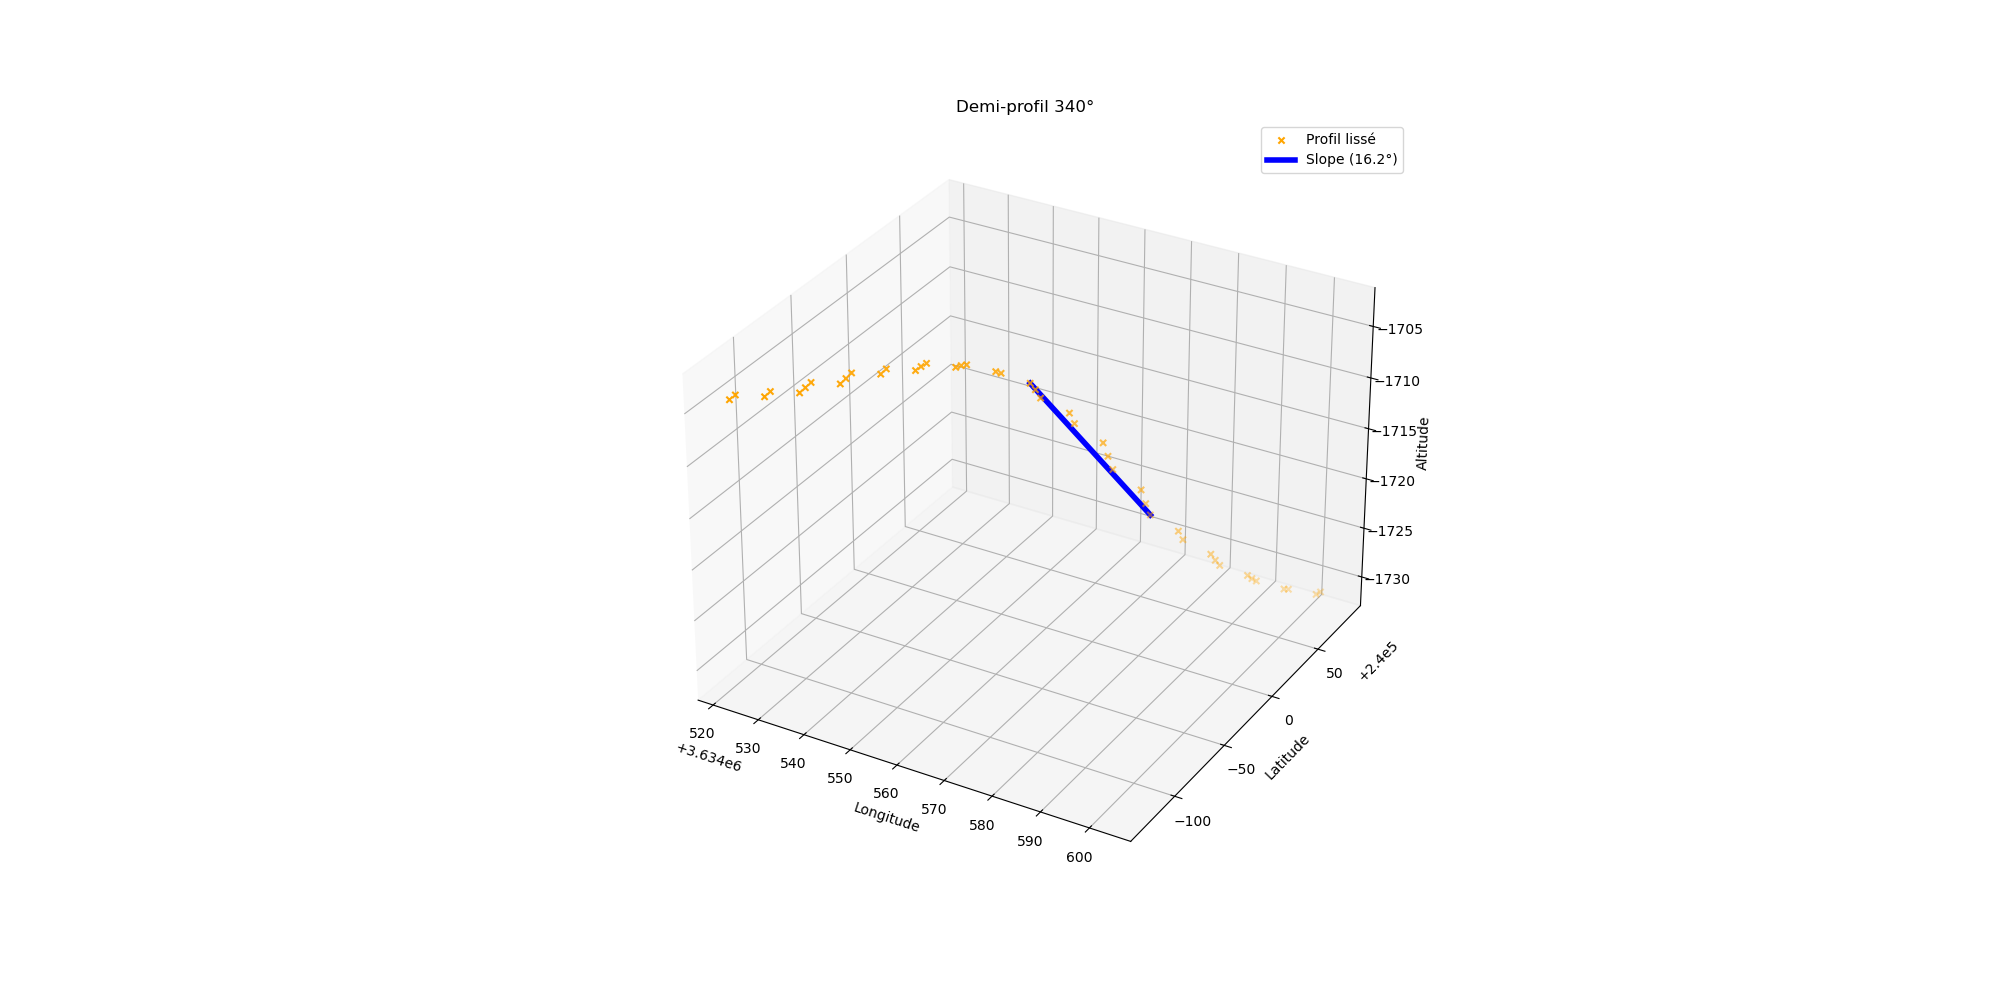 Demi-profil 340°
Profil lissé
Slope (16.2°)
−1705
−1710
−1715
−1720
−1725
−1730
Altitude
50
0
−50
−100
+2.4e5
Latitude
520
530
540
550
560
570
580
590
600
+3.634e6
Longitude